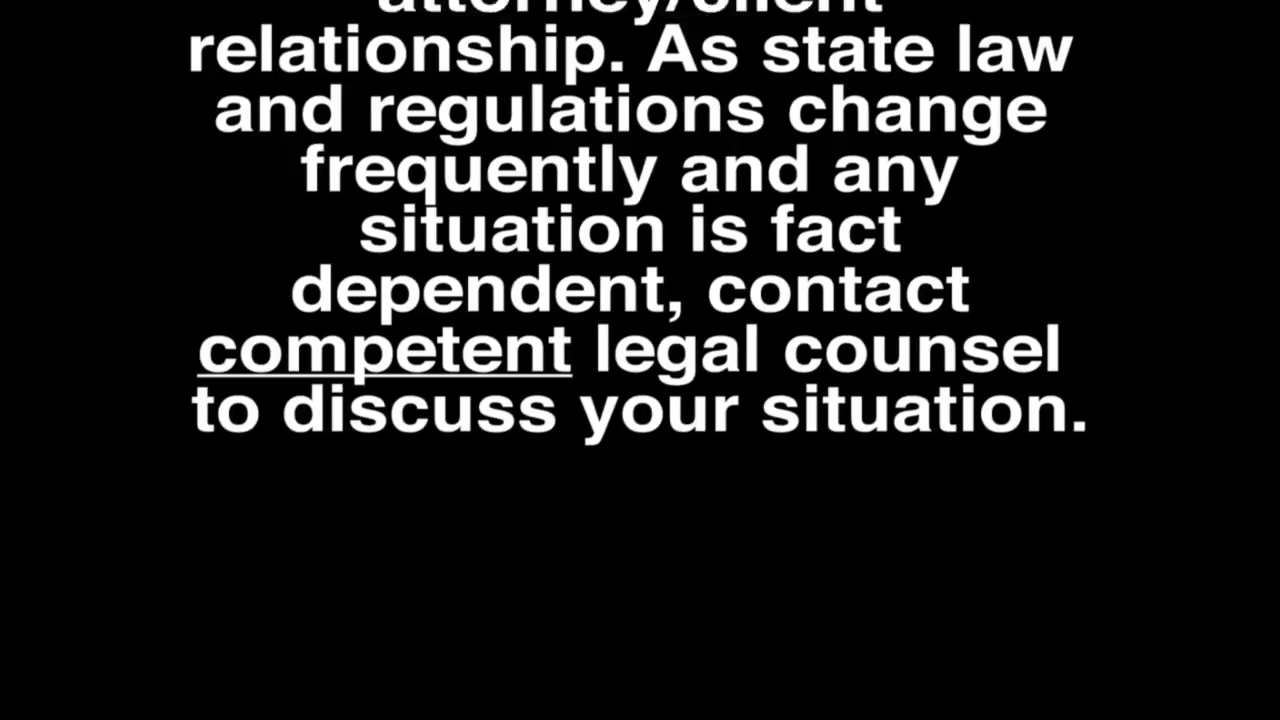 attorney/client
relationship. As state law
and regulations change
frequently and any
situation is fact
dependent, contact
competent legal counsel
to discuss your situation.